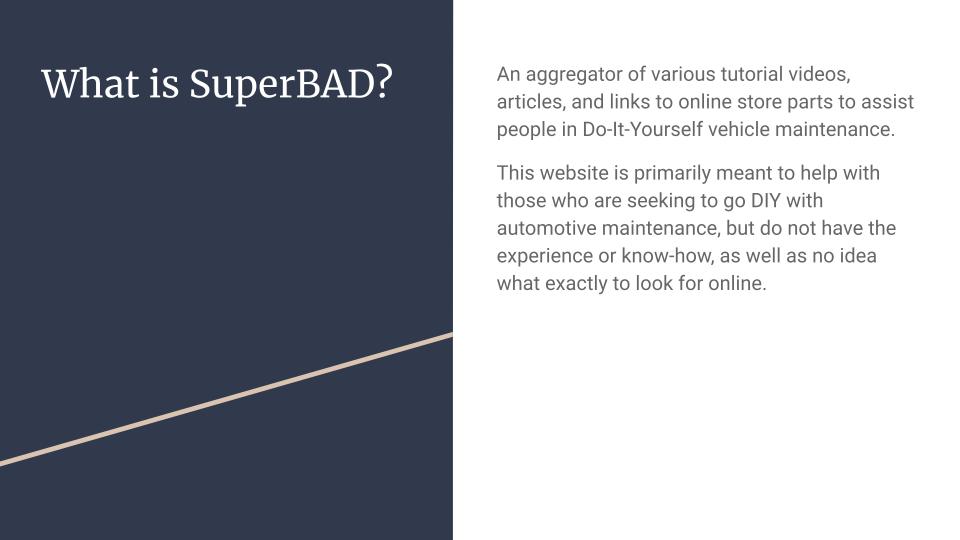 What is SuperBAD?
An aggregator of various tutorial videos,
articles, and links to online store parts to assist
people in Do-It-Yourself vehicle maintenance.
This website is primarily meant to help with
those who are seeking to go DIY with
automotive maintenance, but do not have the
experience or know-how, as well as no idea
what exactly to look for online.